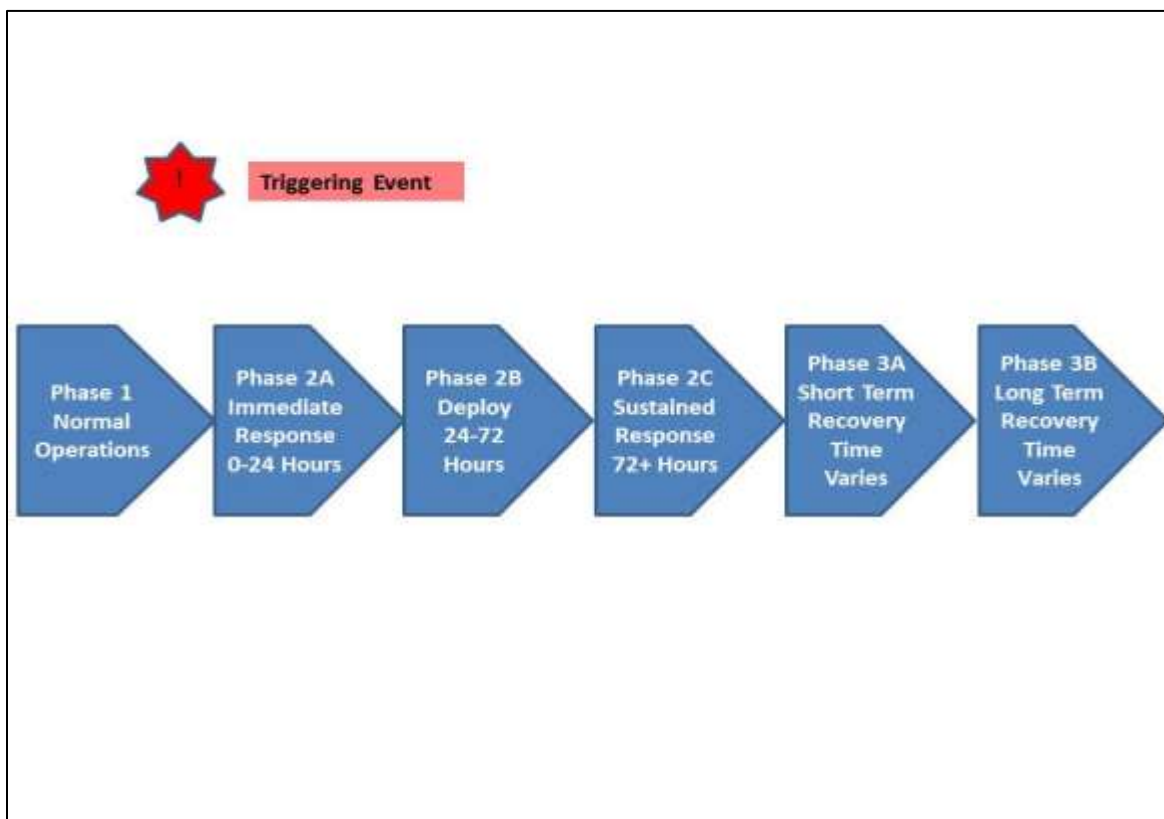 !
Triggering Event
Phase 1
Normal
Operations
Phase 2A
Immediate
Response
0-24 Hours
Phase 2B
Deploy
24-72
Hours
Phase 2C
Sustained
Response
72+ Hours
Phase 3A
Short Term
Recovery
Time
Varies
Phase 3B
Long Term
Recovery
Time
Varies